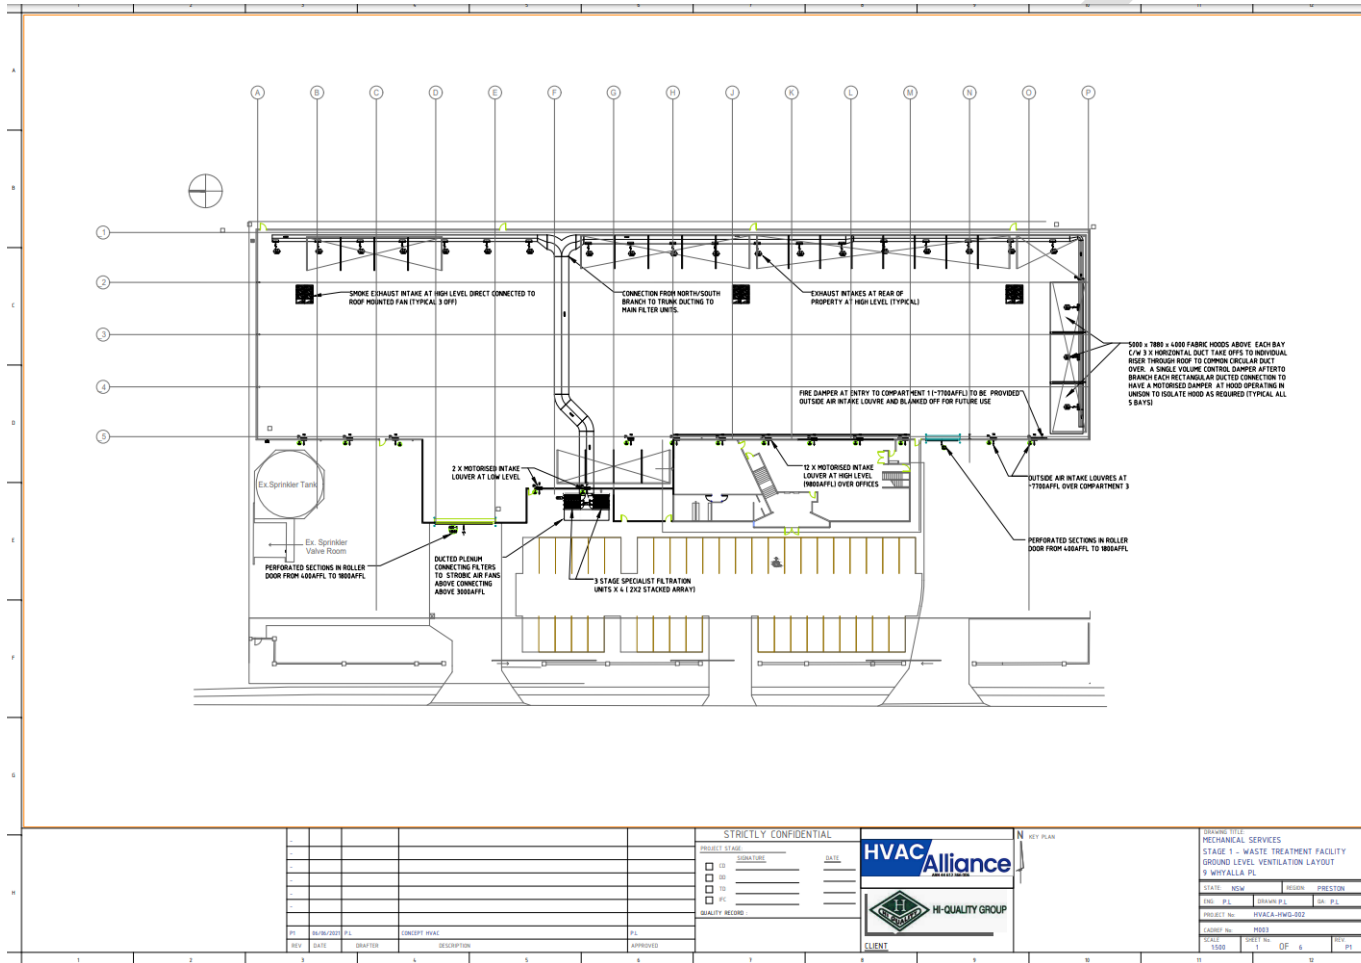 A B C D E F G H J K L M N O P
1
2
3
4
5
SMOKE EXHAUST INTAKE AT HIGH LEVEL DIRECT CONNECTED TO
ROOF MOUNTED FAN (TYPICAL 3 OFF)
CONNECTION FROM NORTH/SOUTH
BRANCH TO TRUNK DUCTING TO
MAIN FILTER UNITS.
EXHAUST INTAKES AT REAR OF
PROPERTY AT HIGH LEVEL (TYPICAL)
5000 x 7880 x 4000 FABRIC HOODS ABOVE EACH BAY
C/W 3 X HORIZONTAL DUCT TAKE OFFS TO INDIVIDUAL
RISER THROUGH ROOF TO COMMON CIRCULAR DUCT
OVER. A SINGLE VOLUME CONTROL DAMPER AFTERTO
BRANCH EACH RECTANGULAR DUCTED CONNECTION TO
HAVE A MOTORISED DAMPER AT HOOD OPERATING IN
UNISON TO ISOLATE HOOD AS REQUIRED (TYPICAL ALL
5 BAYS)
FIRE DAMPER AT ENTRY TO COMPARTMENT 1 (~7700AFFL) TO BE PROVIDED
OUTSIDE AIR INTAKE LOUVRE AND BLANKED OFF FOR FUTURE USE
2 X MOTORISED INTAKE
LOUVER AT LOW LEVEL
12 X MOTORISED INTAKE
LOUVER AT HIGH LEVEL
(9800AFFL) OVER OFFICES
OUTSIDE AIR INTAKE LOUVRES AT
~7700AFFL OVER COMPARTMENT 3
Ex.Sprinkler Tank
Ex. Sprinkler
Valve Room
PERFORATED SECTIONS IN ROLLER
DOOR FROM 400AFFL TO 1800AFFL
DUCTED PLENUM
CONNECTING FILTERS
TO STROBIC AIR FANS
ABOVE CONNECTING
ABOVE 3000AFFL
3 STAGE SPECIALIST FILTRATION
UNITS X 4 ( 2X2 STACKED ARRAY)
PERFORATED SECTIONS IN ROLLER
DOOR FROM 400AFFL TO 1800AFFL
P1 P.L CONCEPT HVAC P.L
REV DATE DRAFTER DESCRIPTION APPROVED
STRICTLY CONFIDENTIAL
PROJECT STAGE:
SIGNATURE DATE
CD
DD
TD
IFC
QUALITY RECORD :
HVAC Alliance
HI-QUALITY
HI-QUALITY GROUP
CLIENT
N KEY PLAN
DRAWING TITLE:
MECHANICAL SERVICES
STAGE 1 - WASTE TREATMENT FACILITY
GROUND LEVEL VENTILATION LAYOUT
9 WHYALLA PL
STATE: NSW REGION: PRESTON
ENG: P.L DRAWN: P.L QA: P.L
PROJECT No: HVACA-HWG-002
CADREF No: M003
SCALE SHEET No. REV
1:500 1 OF 6 P1